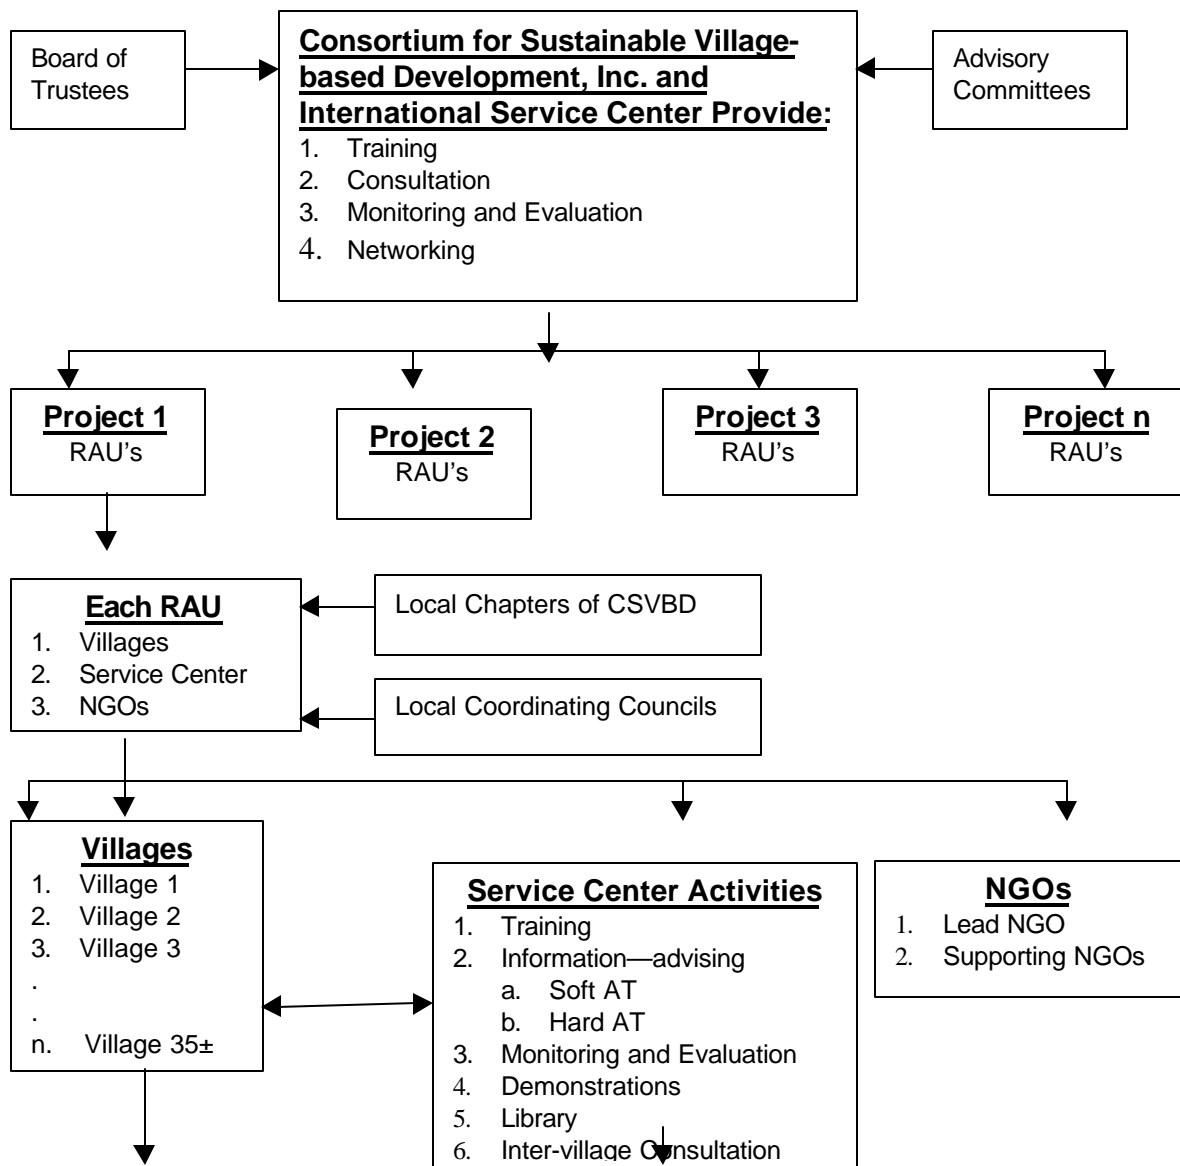 Board of
Trustees
Consortium for Sustainable Village-
based Development, Inc. and
International Service Center Provide:
1. Training
2. Consultation
3. Monitoring and Evaluation
4. Networking
Advisory
Committees
Project 1
RAU's
Project 2
RAU's
Project 3
RAU's
Project n
RAU's
Each RAU
1. Villages
2. Service Center
3. NGOs
Local Chapters of CSVBD
Local Coordinating Councils
Villages
1. Village 1
2. Village 2
3. Village 3
.
.
n. Village 35±
Service Center Activities
1. Training
2. Information—advising
a. Soft AT
b. Hard AT
3. Monitoring and Evaluation
4. Demonstrations
5. Library
6. Inter-village Consultation
NGOs
1. Lead NGO
2. Supporting NGOs